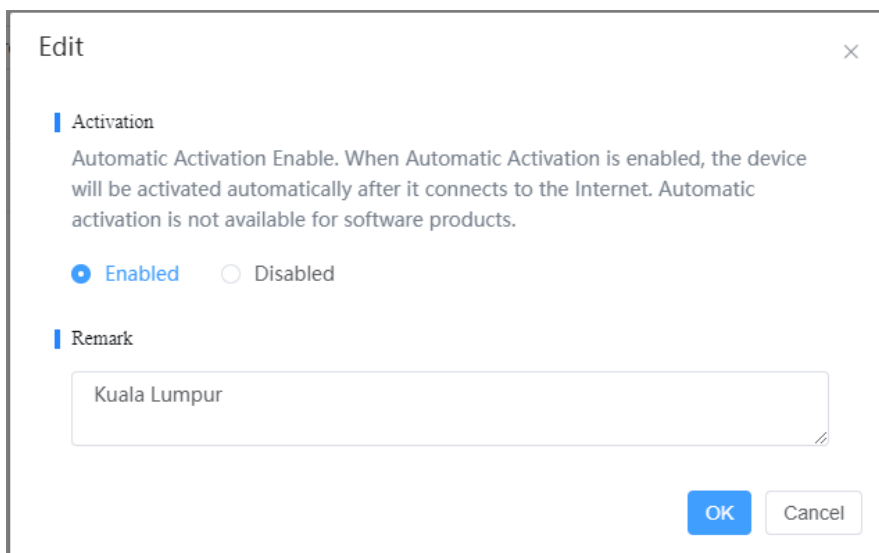 Edit
Activation
Automatic Activation Enable. When Automatic Activation is enabled, the device
will be activated automatically after it connects to the Internet. Automatic
activation is not available for software products.
Enabled Disabled
Remark
Kuala Lumpur
OK Cancel